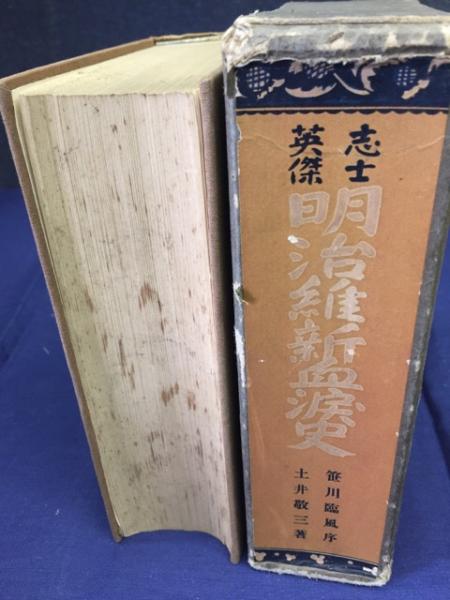 志士
英傑
明治維新血涙史
笹川臨風序
土井敬三著